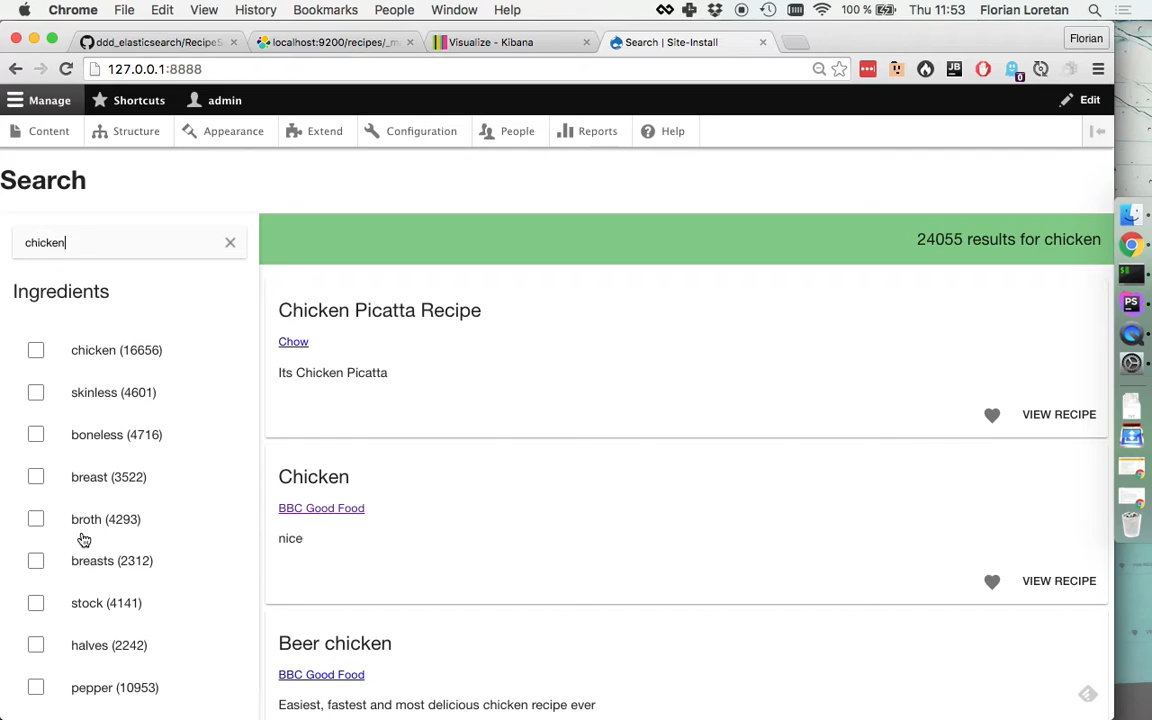 Chrome File Edit View History Bookmarks People Window Help 100 % Thu 11:53 Florian Loretan
ddd_elasticsearch/RecipeS
localhost:9200/recipes/_m
Visualize - Kibana
Search | Site-Install
Florian
127.0.0.1:8888
Manage Shortcuts admin Edit
Content Structure Appearance Extend Configuration People Reports Help
Search
chicken
24055 results for chicken
Ingredients
chicken (16656)
skinless (4601)
boneless (4716)
breast (3522)
broth (4293)
breasts (2312)
stock (4141)
halves (2242)
pepper (10953)
Chicken Picatta Recipe
Chow
Its Chicken Picatta
VIEW RECIPE
Chicken
BBC Good Food
nice
VIEW RECIPE
Beer chicken
BBC Good Food
Easiest, fastest and most delicious chicken recipe ever